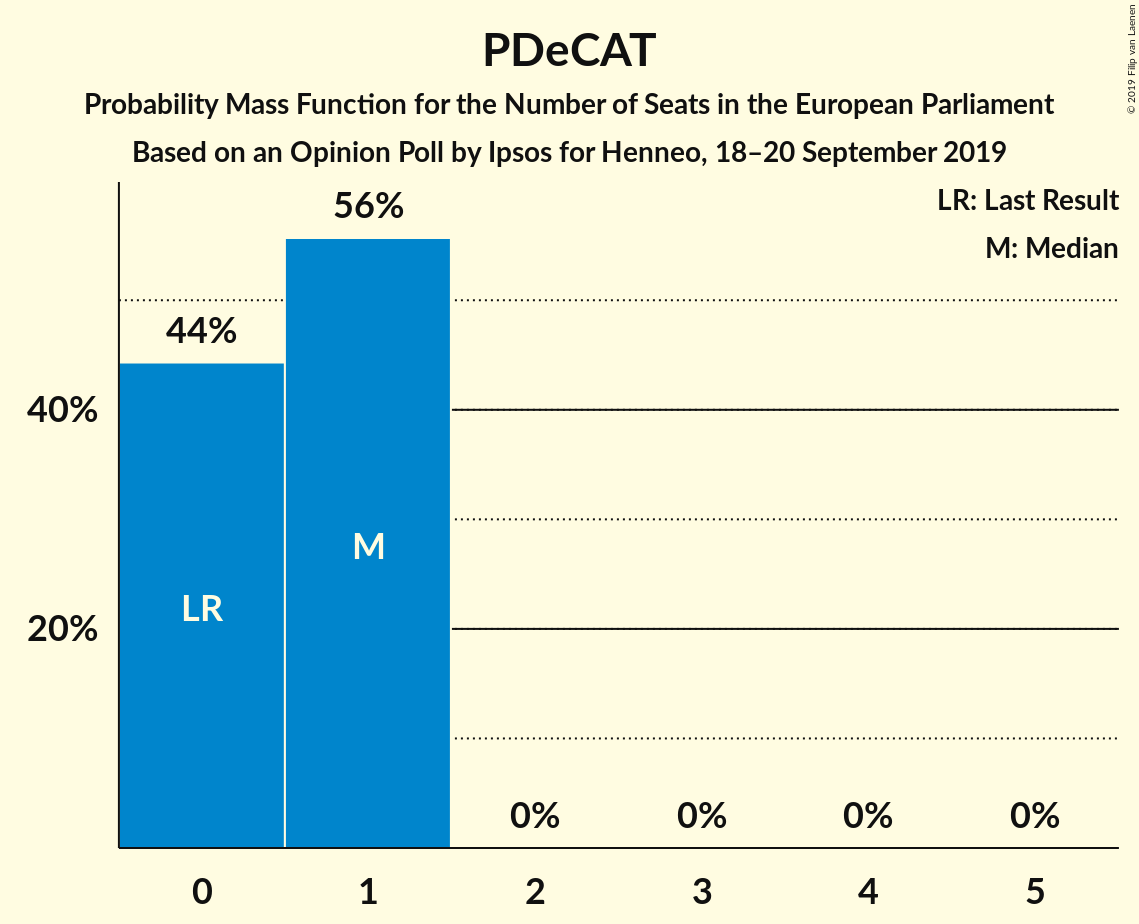 PDeCAT
Probability Mass Function for the Number of Seats in the European Parliament
Based on an Opinion Poll by Ipsos for Henneo, 18–20 September 2019
© 2019 Filip van Laenen
LR: Last Result
M: Median
56%
44%
40%
20%
M
LR
0%
0%
0%
0%
0
1
2
3
4
5